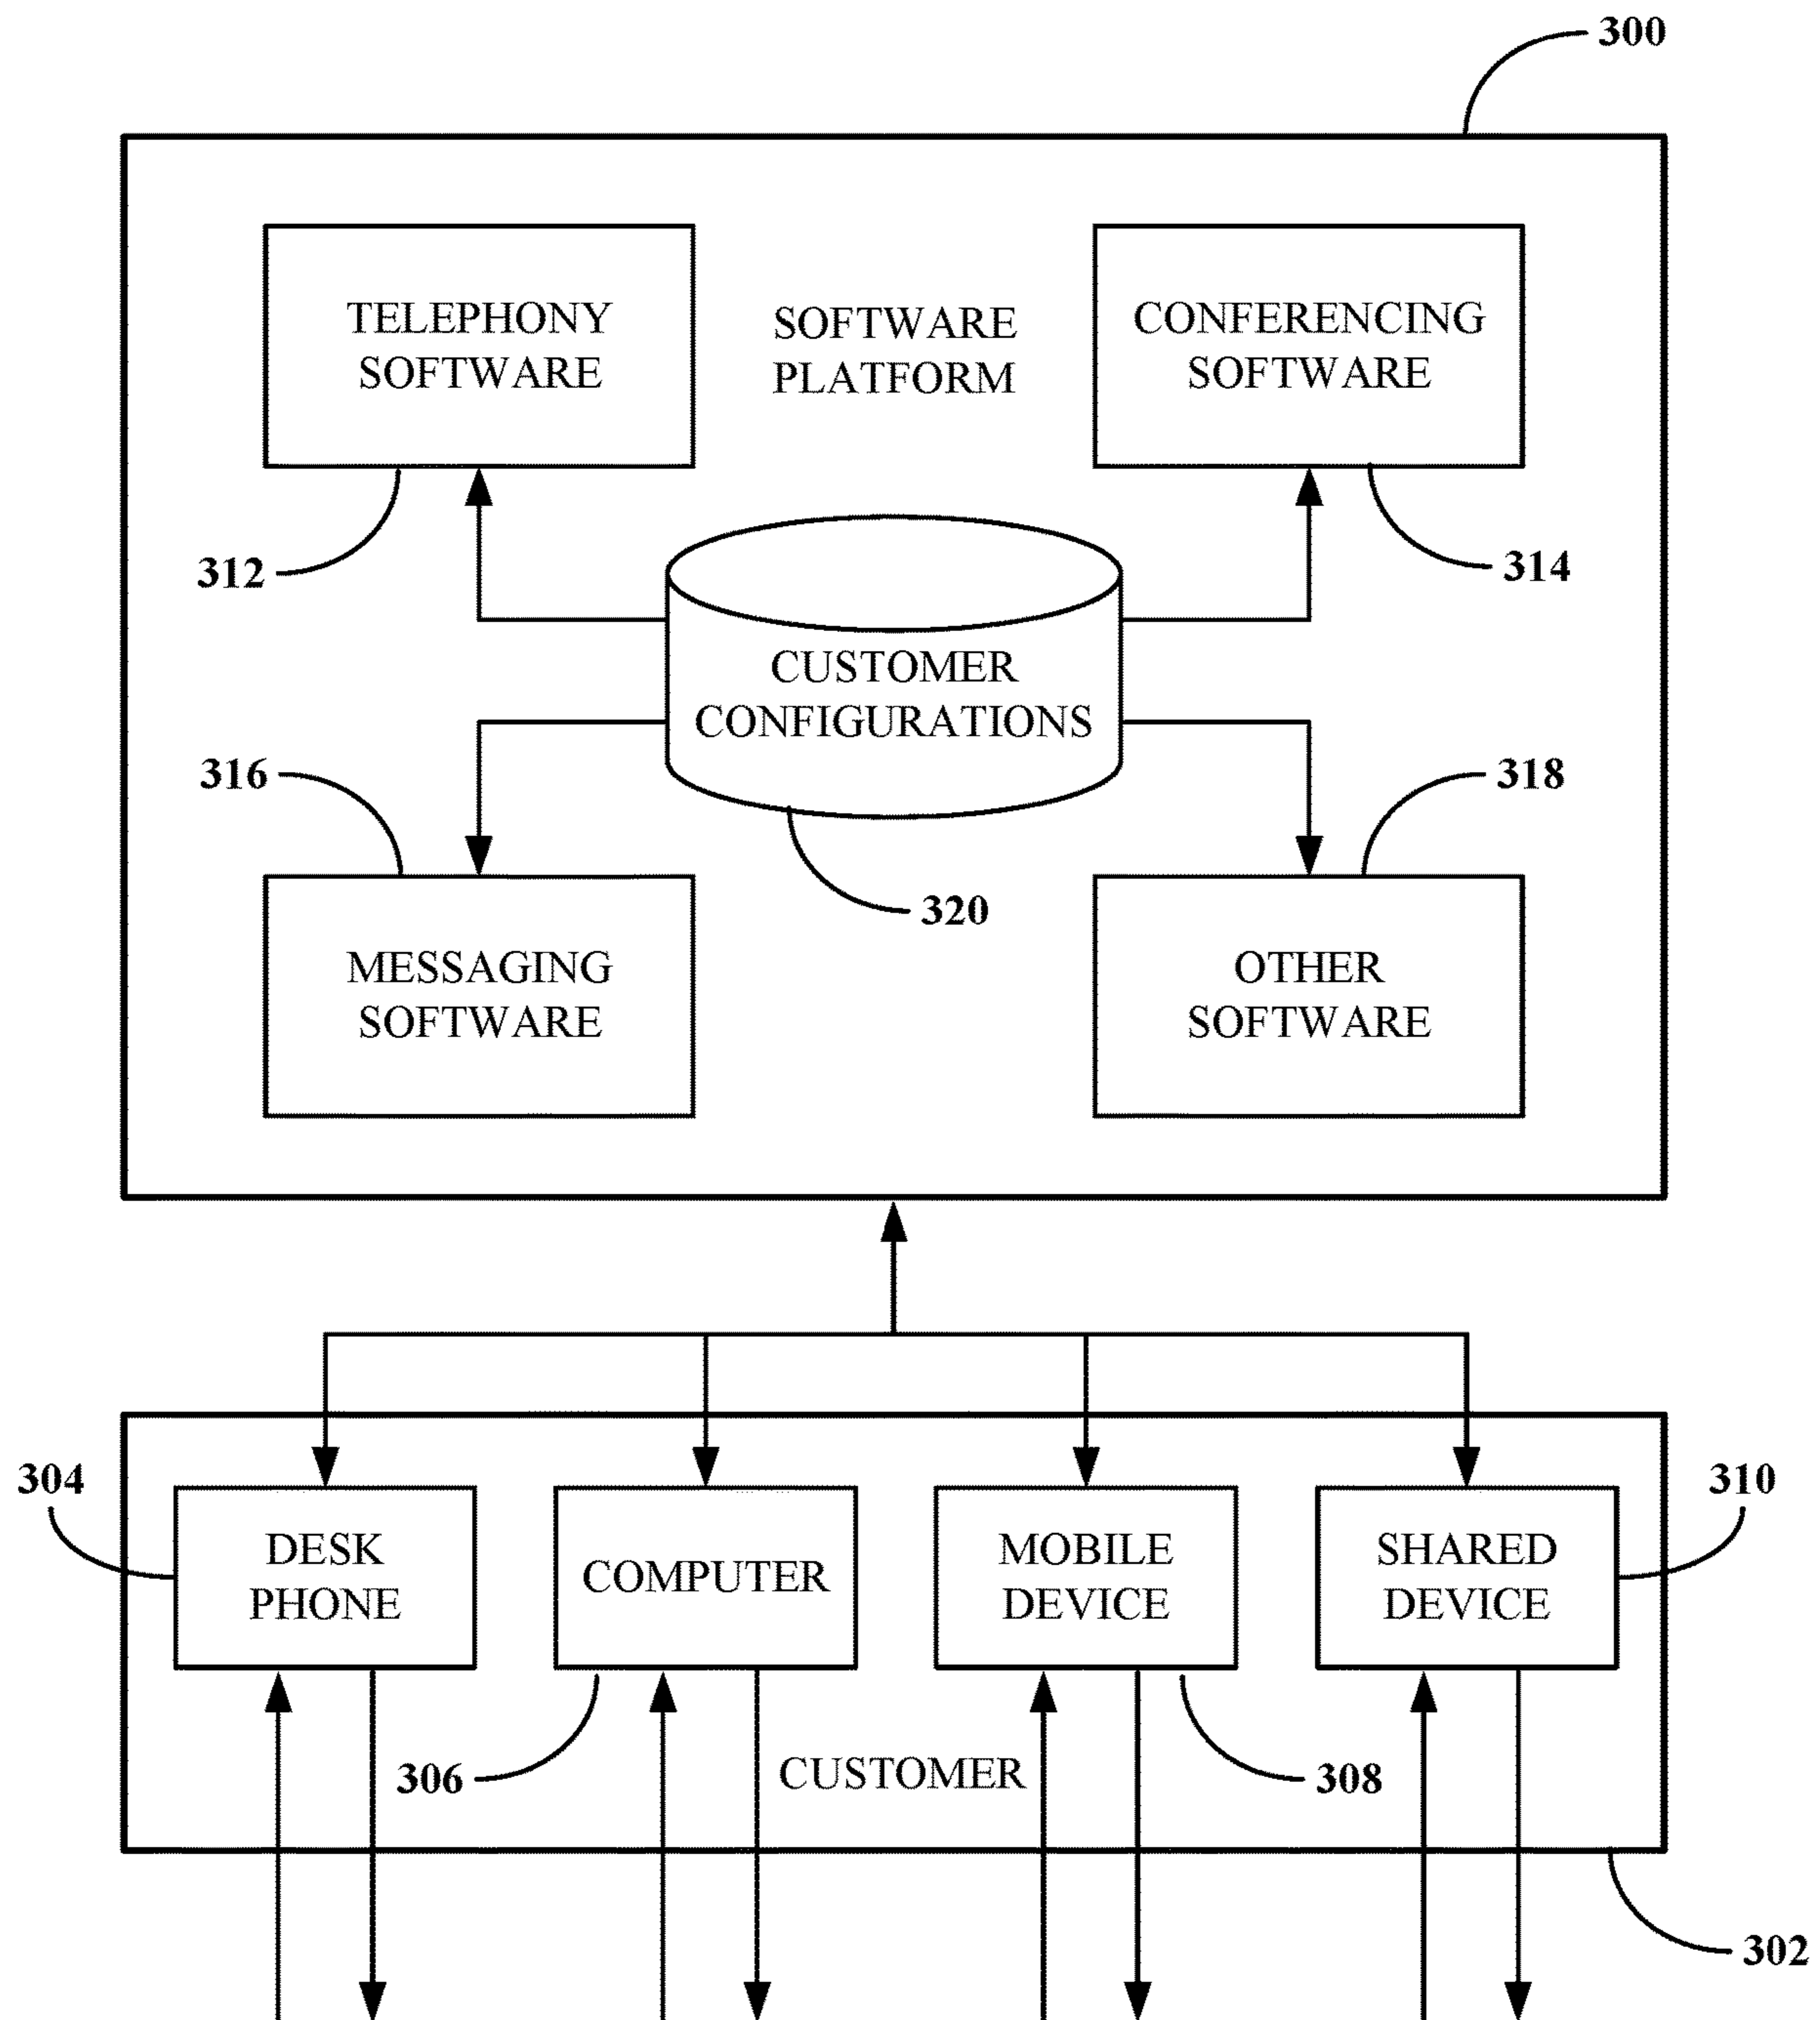 300
TELEPHONY
SOFTWARE
SOFTWARE
PLATFORM
CONFERENCING
SOFTWARE
312
314
CUSTOMER
CONFIGURATIONS
316
318
320
MESSAGING
SOFTWARE
OTHER
SOFTWARE
304
310
DESK
PHONE
COMPUTER
MOBILE
DEVICE
SHARED
DEVICE
306
CUSTOMER
308
302